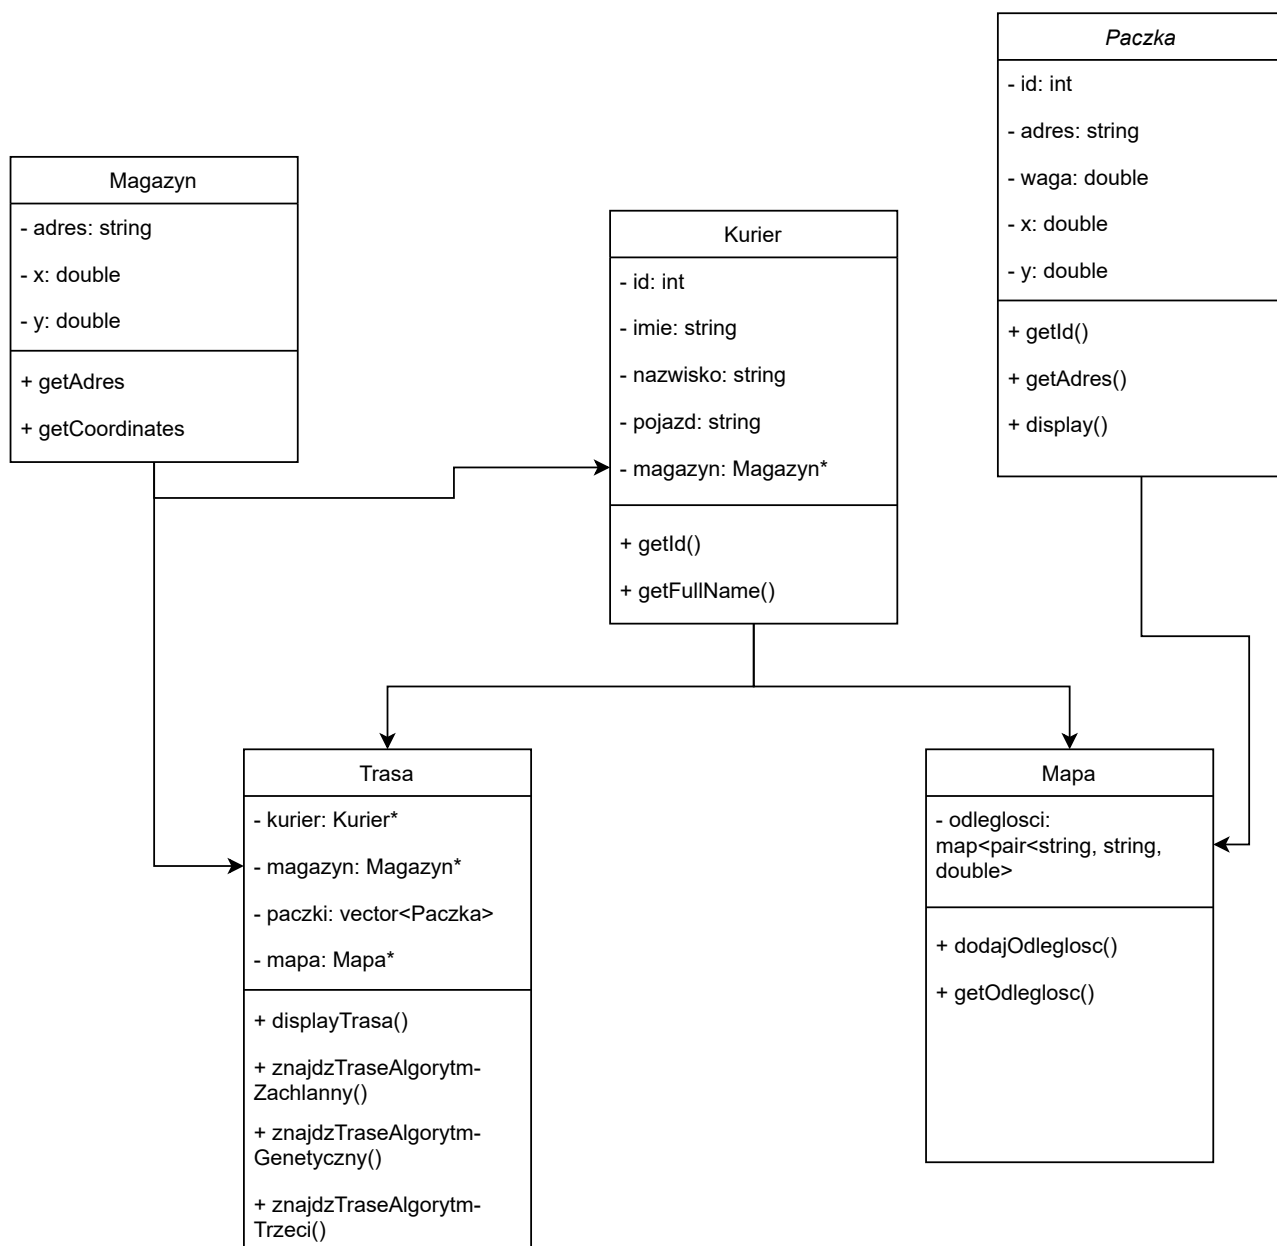 Paczka
- id: int
- adres: string
- waga: double
- x: double
- y: double
+ getId()
+ getAdres()
+ display()
Magazyn
- adres: string
- x: double
- y: double
+ getAdres
+ getCoordinates
Kurier
- id: int
- imie: string
- nazwisko: string
- pojazd: string
- magazyn: Magazyn*
+ getId()
+ getFullName()
Trasa
- kurier: Kurier*
- magazyn: Magazyn*
- paczki: vector<Paczka>
- mapa: Mapa*
+ displayTrasa()
+ znajdzTraseAlgorytm-
Zachlanny()
+ znajdzTraseAlgorytm-
Genetyczny()
+ znajdzTraseAlgorytm-
Trzeci()
Mapa
- odleglosci:
map<pair<string, string,
double>
+ dodajOdleglosc()
+ getOdleglosc()